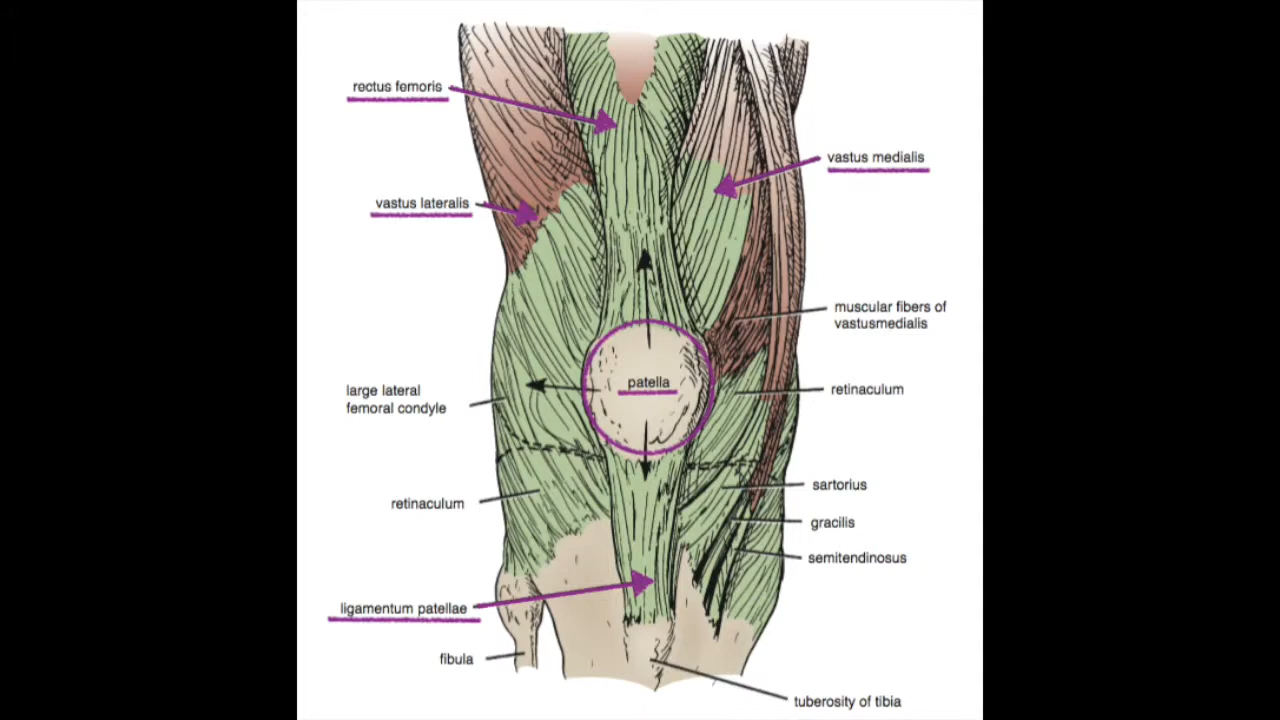 rectus femoris
vastus medialis
vastus lateralis
muscular fibers of
vastusmedialis
patella
large lateral
femoral condyle
retinaculum
sartorius
retinaculum
gracilis
semitendinosus
ligamentum patellae
fibula
tuberosity of tibia